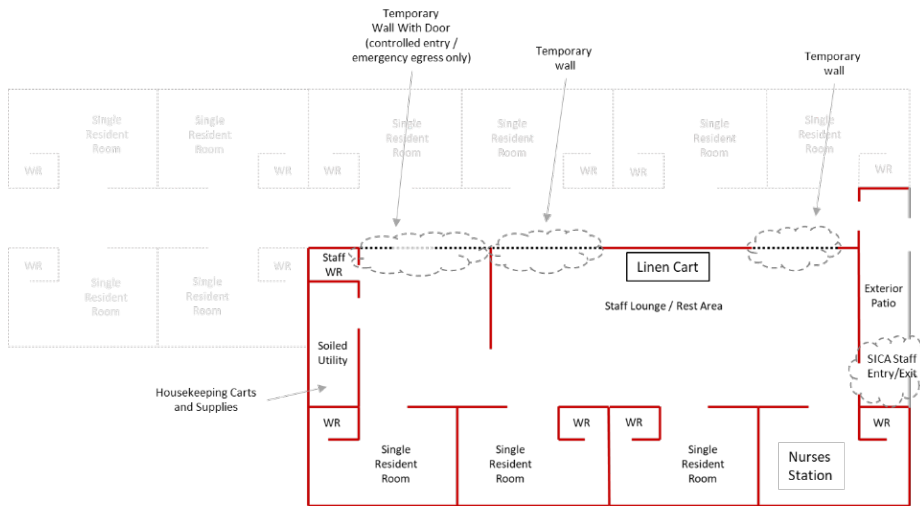 Temporary
Wall With Door
(controlled entry /
emergency egress only)
Temporary
wall
Temporary
wall
Single
Resident
Room
Single
Resident
Room
Single
Resident
Room
Single
Resident
Room
Single
Resident
Room
Single
Resident
Room
WR
WR
WR
WR
WR
WR
WR
Single
Resident
Room
Single
Resident
Room
Staff
WR
Linen Cart
Staff Lounge / Rest Area
Exterior
Patio
Soiled
Utility
SICA Staff
Entry/Exit
Housekeeping Carts
and Supplies
WR
WR
WR
WR
Single
Resident
Room
Single
Resident
Room
Single
Resident
Room
Nurses
Station